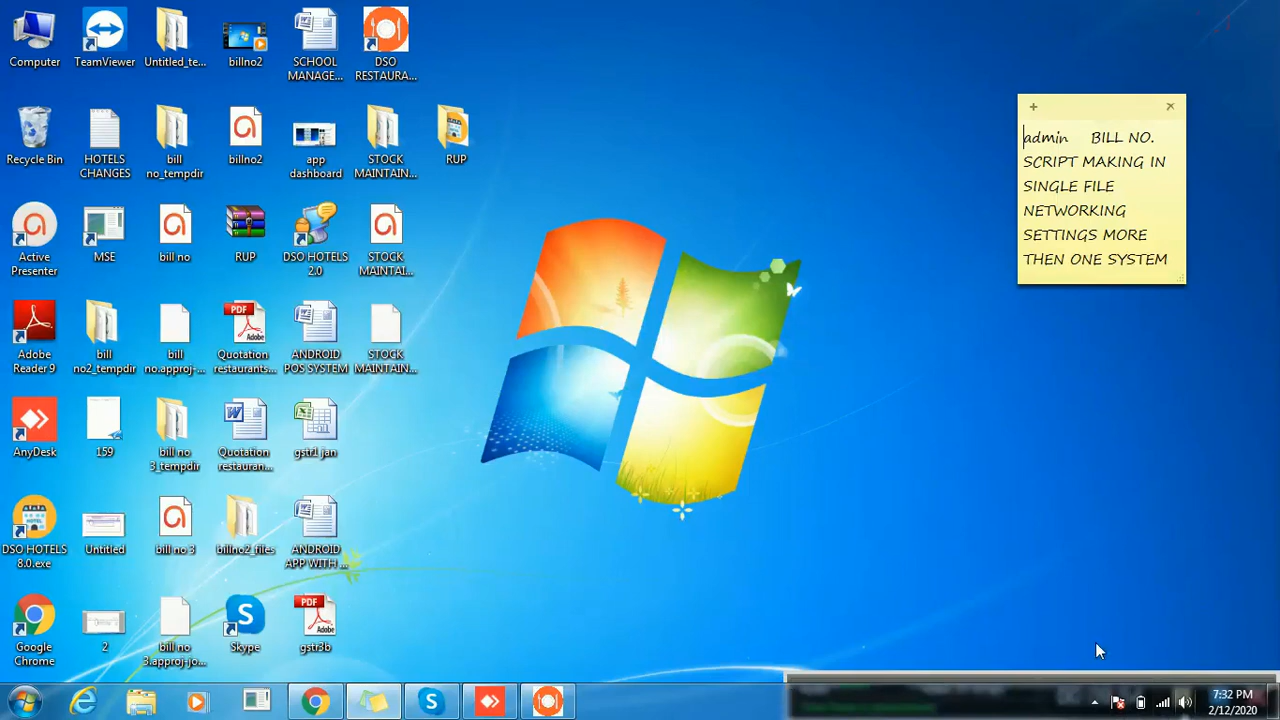 Computer
TeamViewer
Untitled_te...
billno2
SCHOOL
MANAGE...
DSO
RESTAURA...
Recycle Bin
HOTELS
CHANGES
bill
no_tempdir
billno2
app
dashboard
STOCK
MAINTAIN...
RUP
Active
Presenter
MSE
bill no
RUP
DSO HOTELS
2.0
STOCK
MAINTAI...
Adobe
Reader 9
bill
no2_tempdir
bill
no.approj-...
PDF
Adobe
Quotation
restaurants...
ANDROID
POS SYSTEM
STOCK
MAINTAIN...
AnyDesk
159
bill no
3_tempdir
Quotation
restauran...
gstr1 jan
HOTEL
DSO HOTELS
8.0.exe
Untitled
bill no 3
billno2_files
ANDROID
APP WITH ...
Google
Chrome
2
bill no
3.approj-jo...
Skype
PDF
Adobe
gstr3b
admin BILL NO.
SCRIPT MAKING IN
SINGLE FILE
NETWORKING
SETTINGS MORE
THEN ONE SYSTEM
7:32 PM
2/12/2020